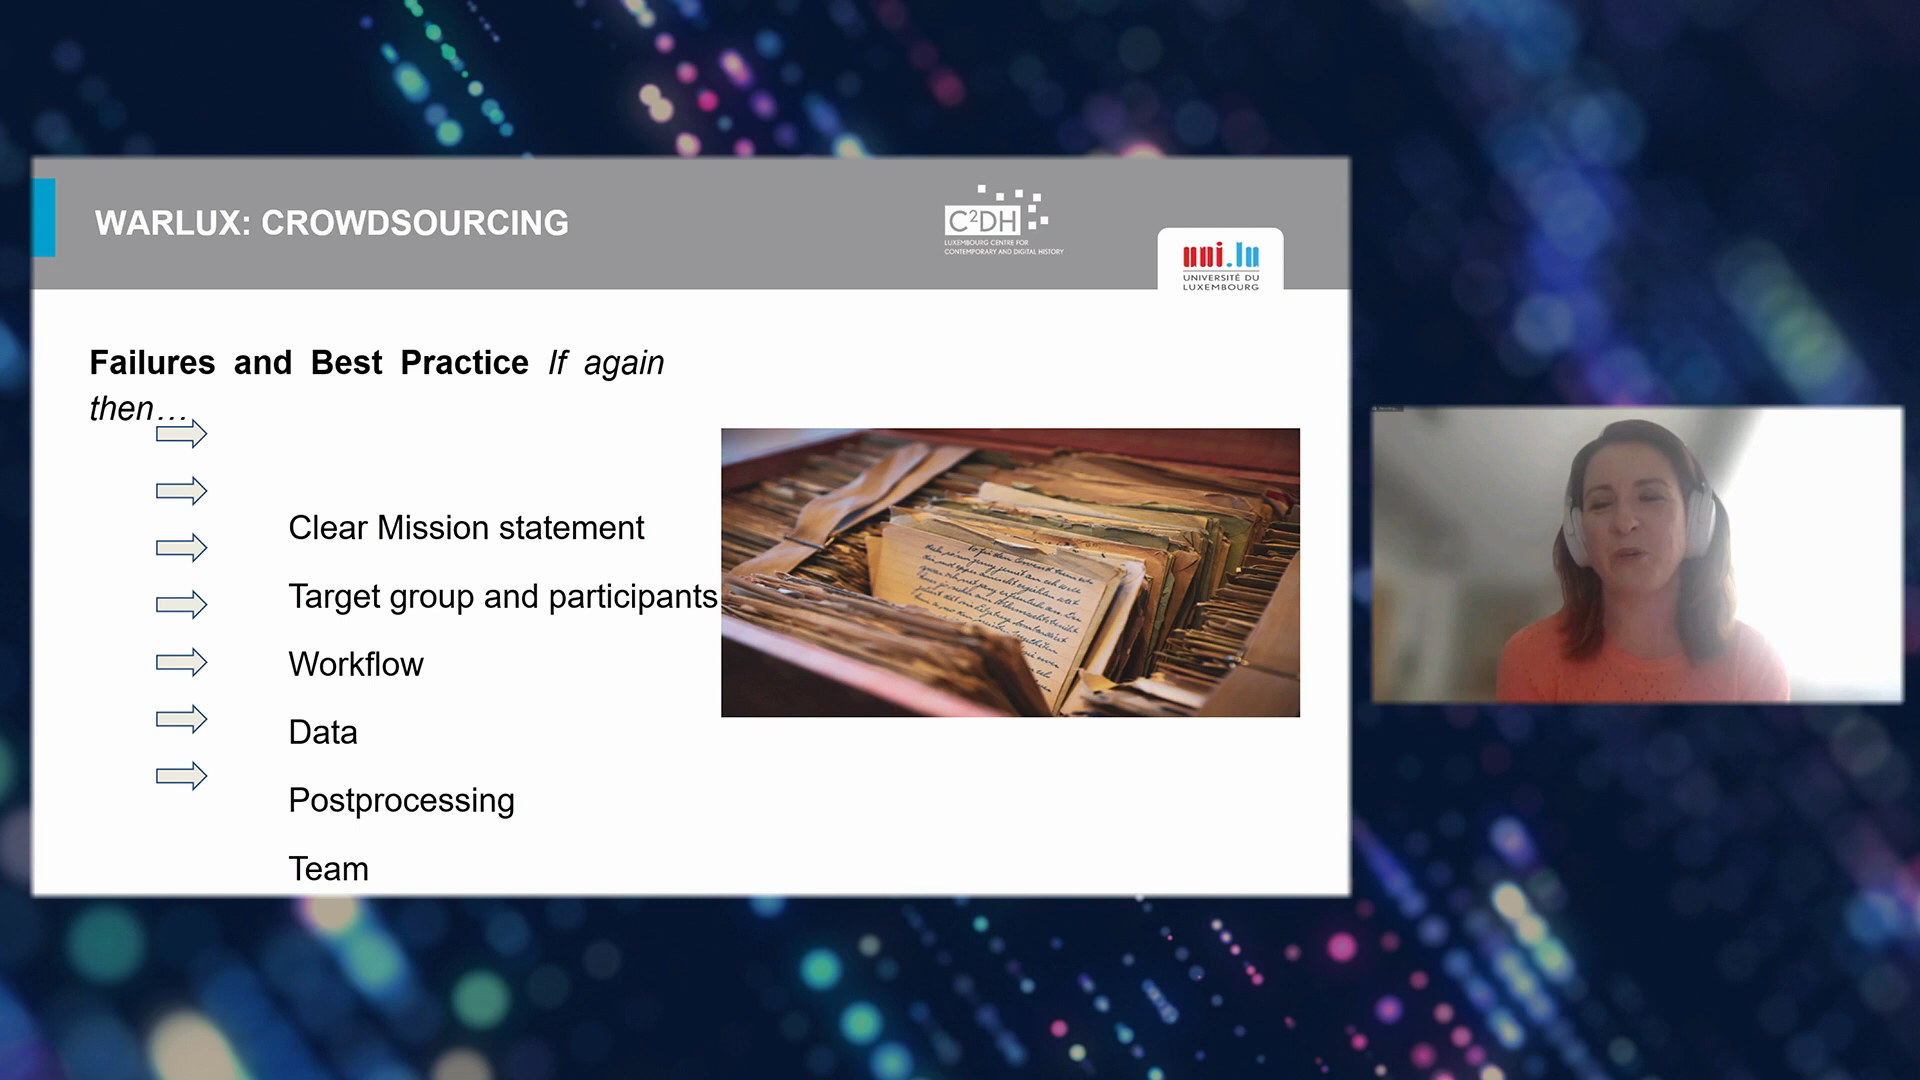 WARLUX: CROWDSOURCING
C²DH
LUXEMBOURG CENTRE FOR
CONTEMPORARY AND DIGITAL HISTORY
uni.lu
UNIVERSITÉ DU
LUXEMBOURG
Failures and Best Practice If again
then…
Clear Mission statement
Target group and participants
Workflow
Data
Postprocessing
Team